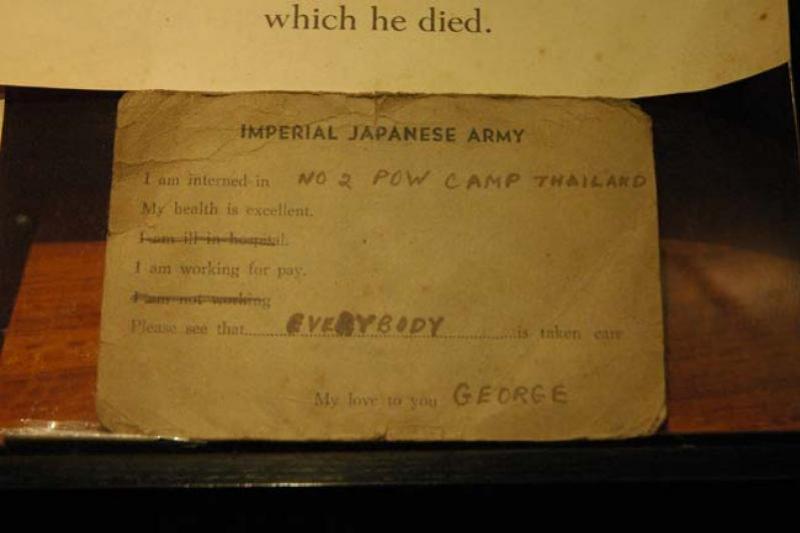 which he died.
IMPERIAL JAPANESE ARMY
I am interned in NO 2 POW CAMP THAILAND
My health is excellent.
I am ill in hospital.
I am working for pay.
I am not working
Please see that EVERYBODY is taken care
My love to you GEORGE